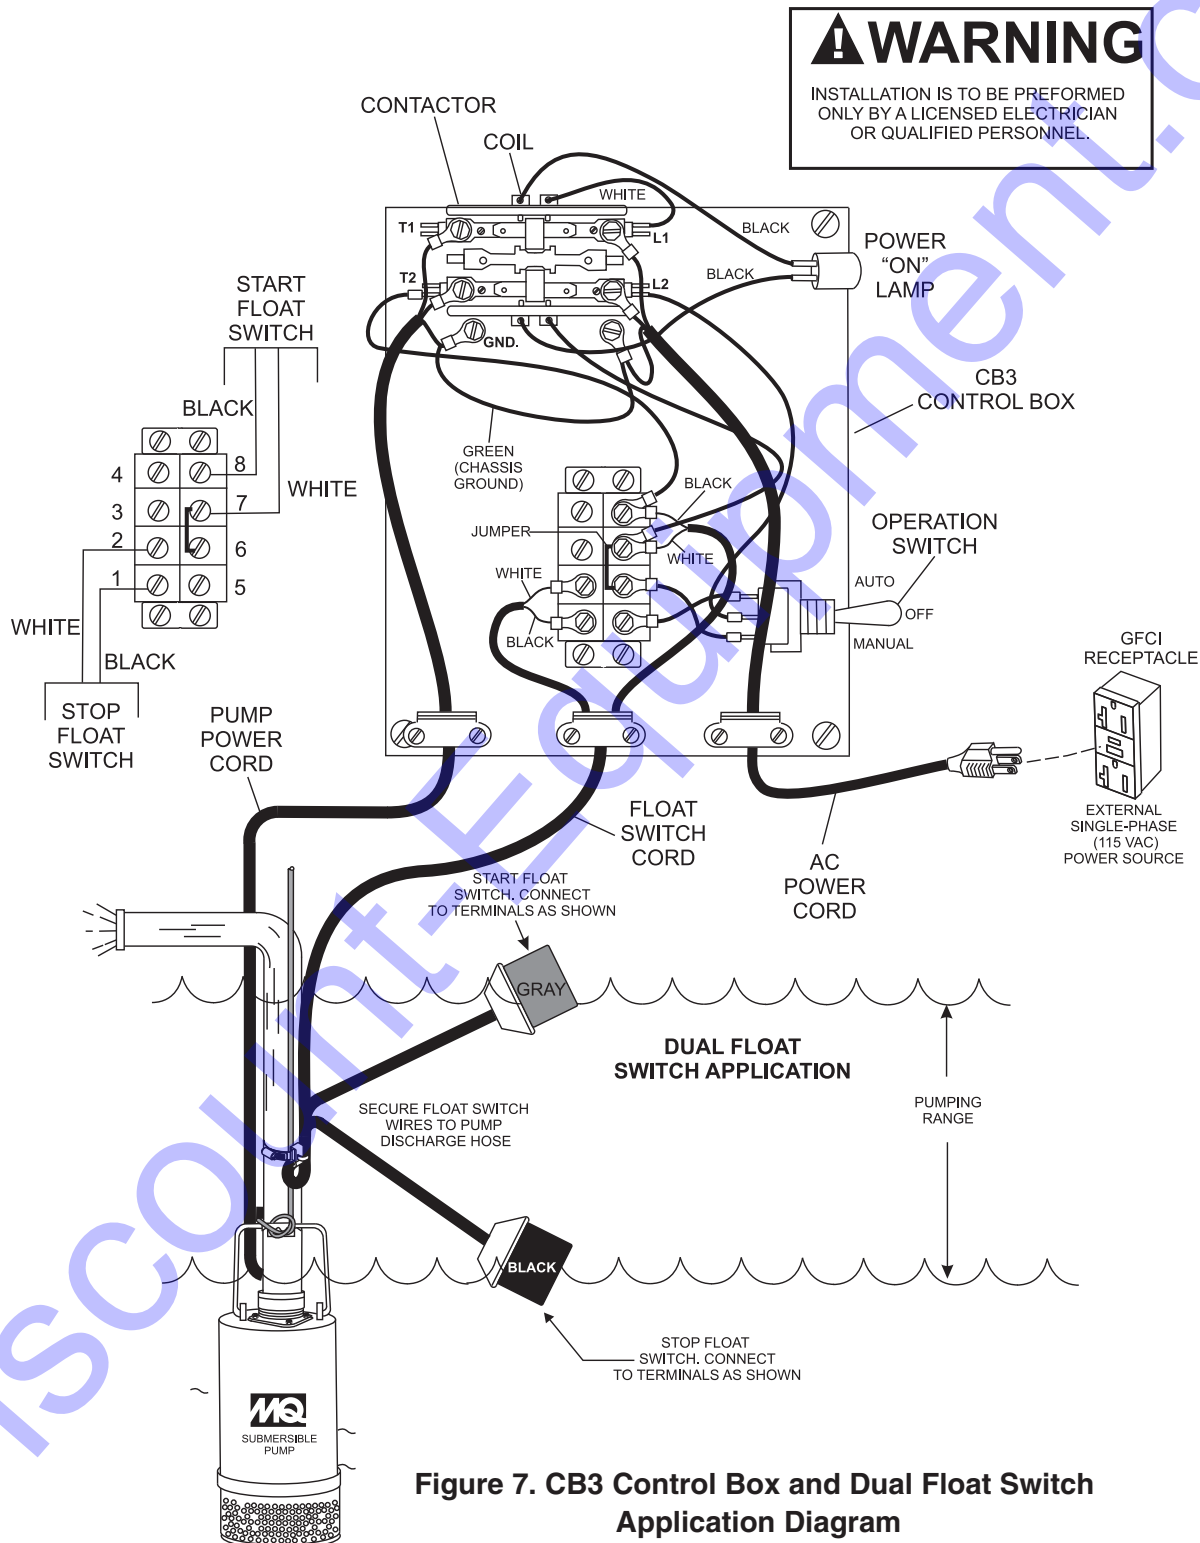 WARNING
INSTALLATION IS TO BE PREFORMED
ONLY BY A LICENSED ELECTRICIAN
OR QUALIFIED PERSONNEL.
CONTACTOR
COIL
WHITE
T1
L1
BLACK
POWER
"ON"
LAMP
BLACK
T2
L2
GND.
START
FLOAT
SWITCH
BLACK
CB3
CONTROL BOX
GREEN
(CHASSIS
GROUND)
4
8
WHITE
BLACK
3
7
JUMPER
WHITE
OPERATION
SWITCH
2
6
WHITE
AUTO
1
5
OFF
WHITE
BLACK
MANUAL
BLACK
GFCI
RECEPTACLE
STOP
FLOAT
SWITCH
PUMP
POWER
CORD
FLOAT
SWITCH
CORD
EXTERNAL
SINGLE-PHASE
(115 VAC)
POWER SOURCE
AC
POWER
CORD
START FLOAT
SWITCH. CONNECT
TO TERMINALS AS SHOWN
GRAY
DUAL FLOAT
SWITCH APPLICATION
PUMPING
RANGE
SECURE FLOAT SWITCH
WIRES TO PUMP
DISCHARGE HOSE
BLACK
STOP FLOAT
SWITCH. CONNECT
TO TERMINALS AS SHOWN
MQ
SUBMERSIBLE
PUMP
Figure 7. CB3 Control Box and Dual Float Switch
Application Diagram
iscount-Equipment.c